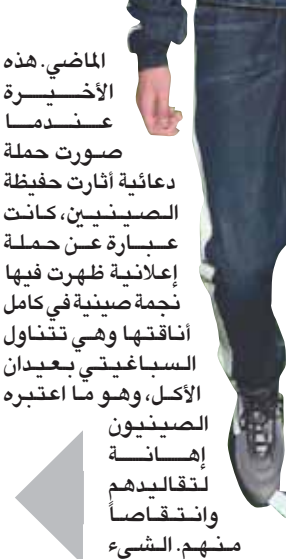 الماضي. هذه
الأخيرة
عندما
صورت حملة
دعائية أثارت حفيظة
الصينيين، كانت
عبارة عن حملة
إعلانية ظهرت فيها
نجمة صينية في كامل
أناقتها وهي تتناول
السباغيتي بعيدان
الأكل، وهو ما اعتبره
الصينيون
إهانة
لتقاليدهم
وانتقاصاً
منهم. الشيء